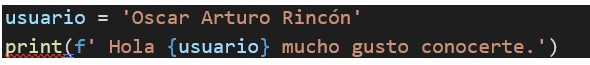 usuario = 'Oscar Arturo Rincón'
print(f' Hola {usuario} mucho gusto conocerte.')